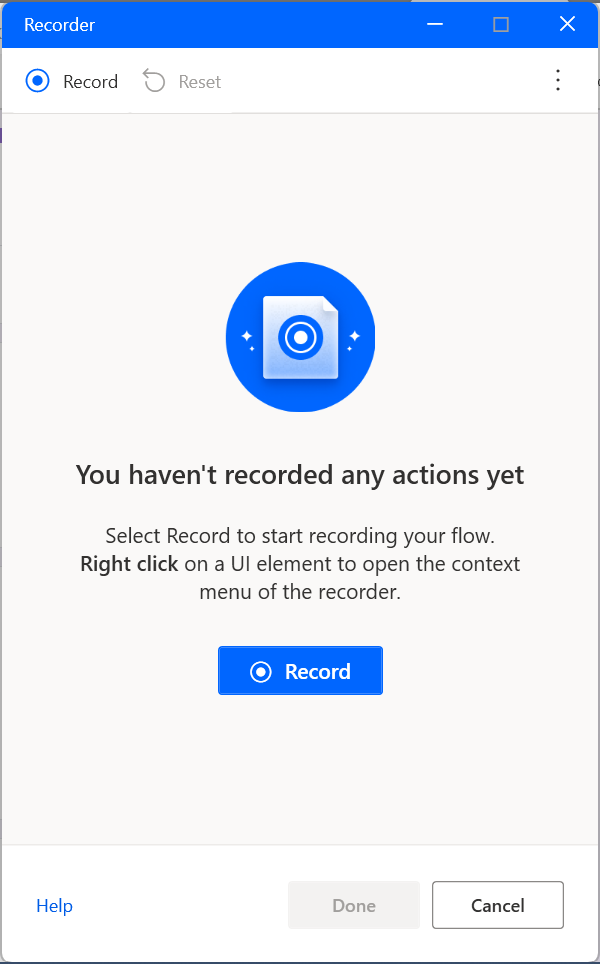 Recorder
Record
Reset
You haven't recorded any actions yet
Select Record to start recording your flow.
Right click on a UI element to open the context
menu of the recorder.
Record
Help
Done
Cancel